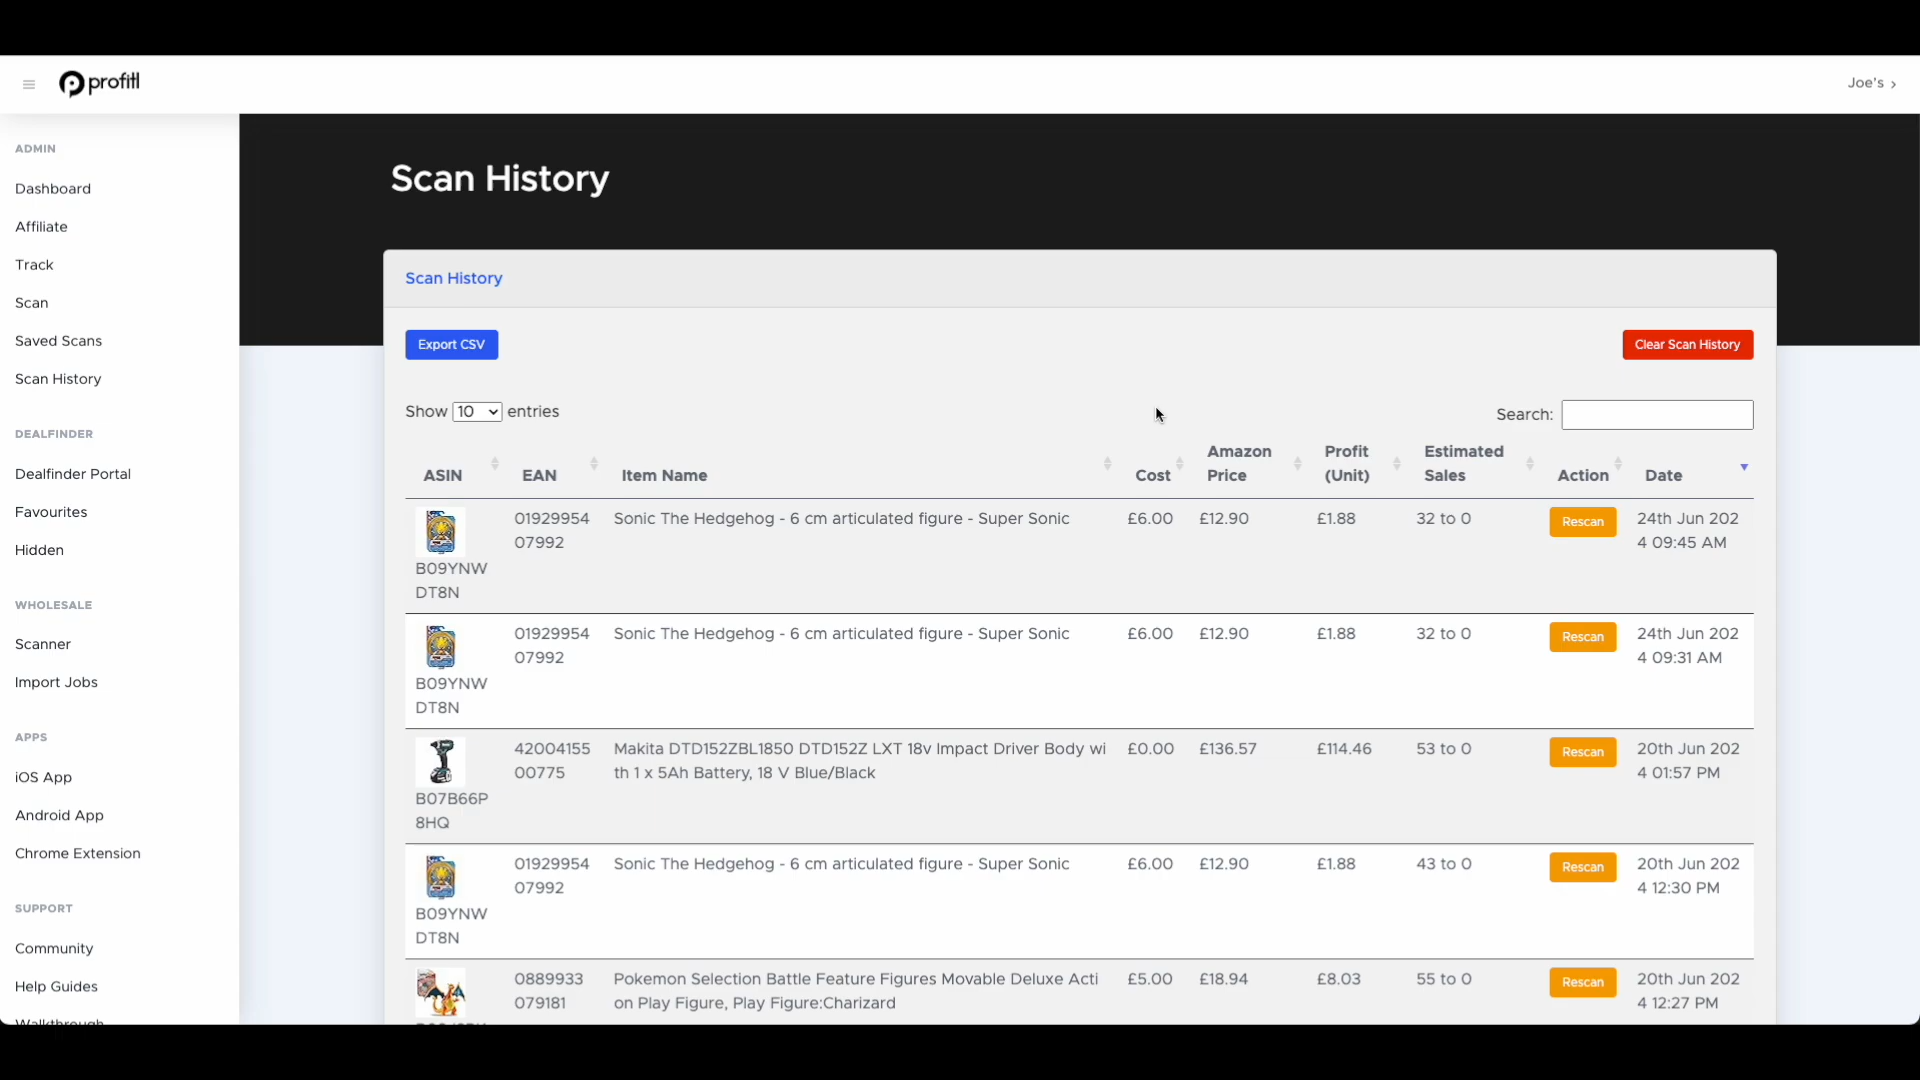 profitl
Joe's >
ADMIN
Dashboard
Affiliate
Track
Scan
Saved Scans
Scan History
DEALFINDER
Dealfinder Portal
Favourites
Hidden
WHOLESALE
Scanner
Import Jobs
APPS
iOS App
Android App
Chrome Extension
SUPPORT
Community
Help Guides
Walkthrough
Scan History
Scan History
Export CSV
Clear Scan History
Show 10 entries
Search:
ASIN EAN Item Name Cost Amazon Price Profit (Unit) Estimated Sales Action Date
01929954 Sonic The Hedgehog - 6 cm articulated figure - Super Sonic £6.00 £12.90 £1.88 32 to 0 Rescan 24th Jun 202
07992 4 09:45 AM
B09YNW
DT8N
01929954 Sonic The Hedgehog - 6 cm articulated figure - Super Sonic £6.00 £12.90 £1.88 32 to 0 Rescan 24th Jun 202
07992 4 09:31 AM
B09YNW
DT8N
42004155 Makita DTD152ZBL1850 DTD152Z LXT 18v Impact Driver Body wi £0.00 £136.57 £114.46 53 to 0 Rescan 20th Jun 202
00775 th 1 x 5Ah Battery, 18 V Blue/Black 4 01:57 PM
B07B66P
8HQ
01929954 Sonic The Hedgehog - 6 cm articulated figure - Super Sonic £6.00 £12.90 £1.88 43 to 0 Rescan 20th Jun 202
07992 4 12:30 PM
B09YNW
DT8N
0889933 Pokemon Selection Battle Feature Figures Movable Deluxe Acti £5.00 £18.94 £8.03 55 to 0 Rescan 20th Jun 202
079181 on Play Figure, Play Figure:Charizard 4 12:27 PM